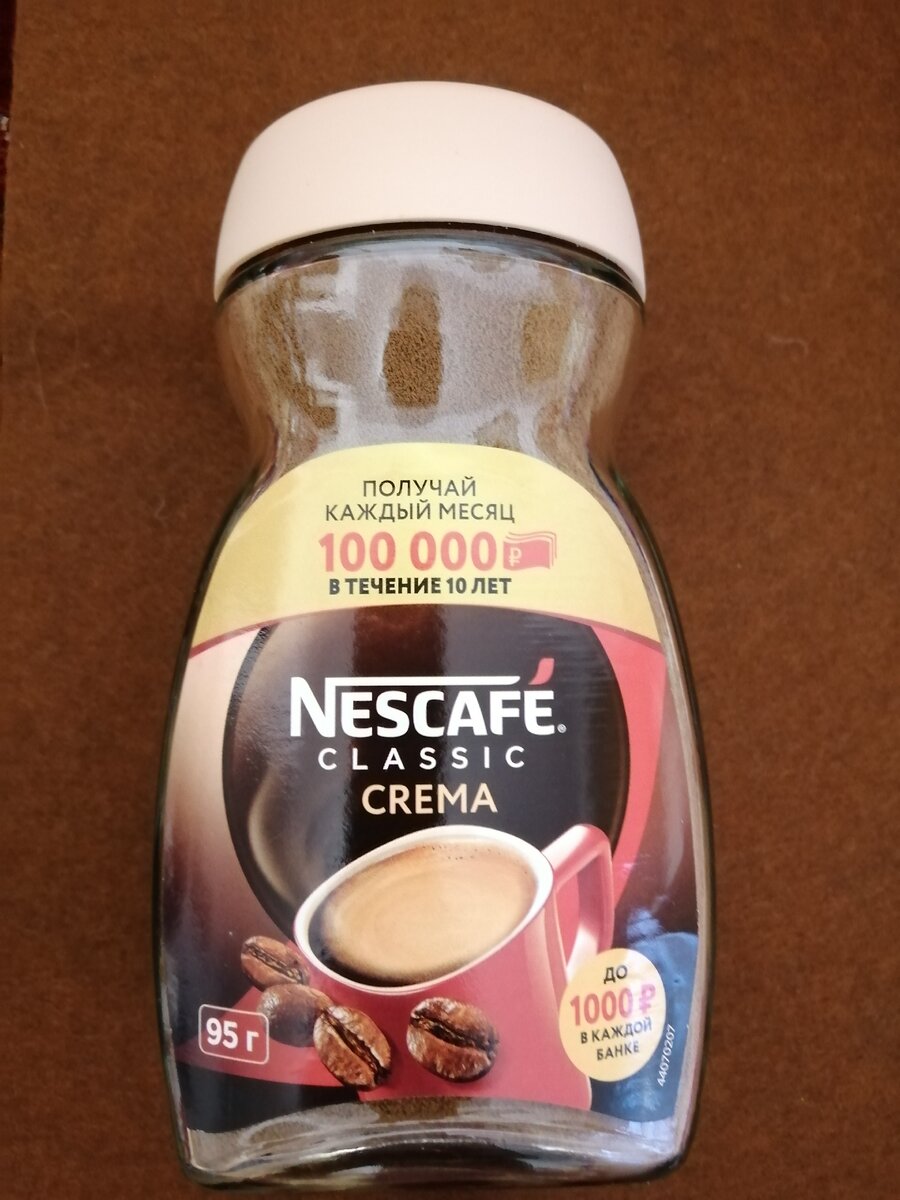 ПОЛУЧАЙ
КАЖДЫЙ МЕСЯЦ
100 000 ₽
В ТЕЧЕНИЕ 10 ЛЕТ
NESCAFÉ®
CLASSIC
CREMA
95 г
ДО
1000 ₽
В КАЖДОЙ
БАНКЕ
44070207